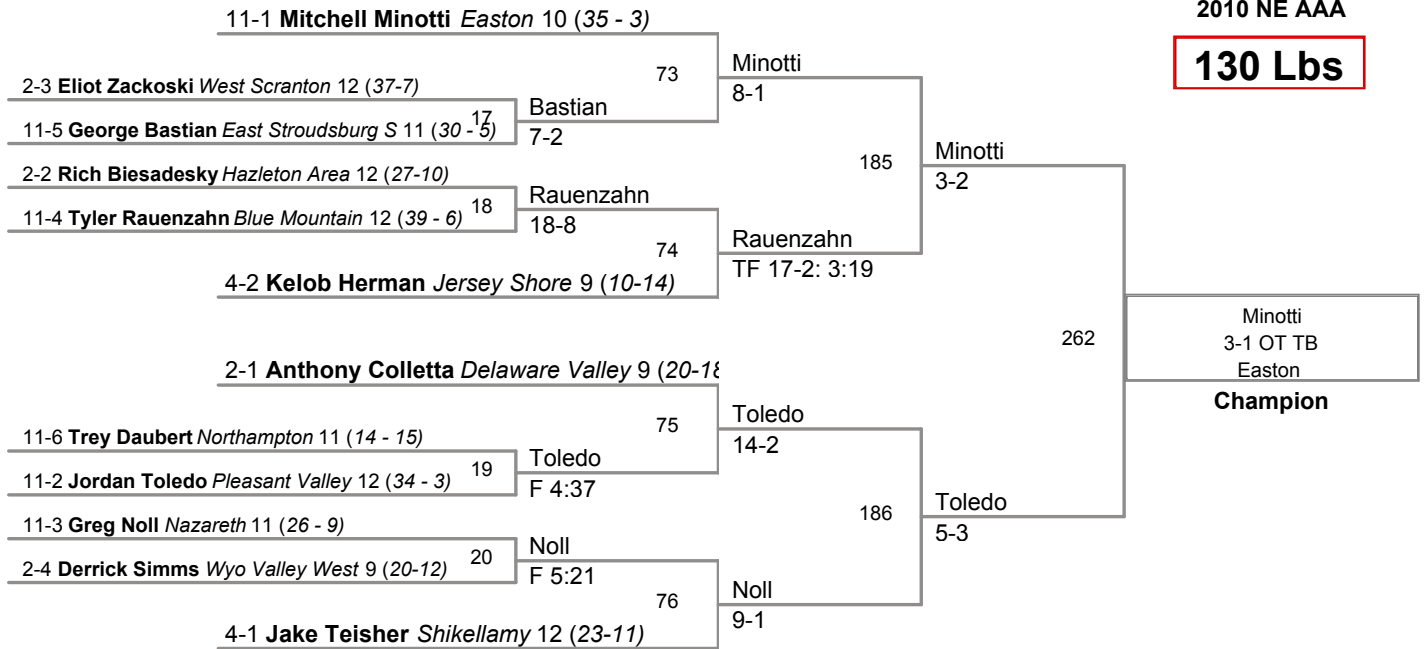 2010 NE AAA
130 Lbs
11-1 Mitchell Minotti Easton 10 (35 - 3)
73
Minotti
8-1
2-3 Eliot Zackoski West Scranton 12 (37-7)
17
Bastian
7-2
11-5 George Bastian East Stroudsburg S 11 (30 - 5)
185
Minotti
3-2
2-2 Rich Biesadesky Hazleton Area 12 (27-10)
18
Rauenzahn
18-8
11-4 Tyler Rauenzahn Blue Mountain 12 (39 - 6)
74
Rauenzahn
TF 17-2: 3:19
4-2 Kelob Herman Jersey Shore 9 (10-14)
262
Minotti
3-1 OT TB
Easton
Champion
2-1 Anthony Colletta Delaware Valley 9 (20-18
75
Toledo
14-2
11-6 Trey Daubert Northampton 11 (14 - 15)
19
Toledo
F 4:37
11-2 Jordan Toledo Pleasant Valley 12 (34 - 3)
186
Toledo
5-3
11-3 Greg Noll Nazareth 11 (26 - 9)
20
Noll
F 5:21
2-4 Derrick Simms Wyo Valley West 9 (20-12)
76
Noll
9-1
4-1 Jake Teisher Shikellamy 12 (23-11)